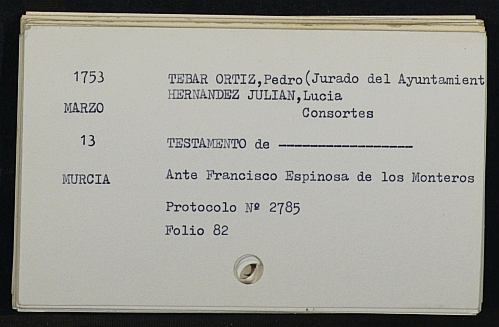 1753 TEBAR ORTIZ,Pedro(Jurado del Ayuntamient
HERNANDEZ JULIAN,Lucia
MARZO Consortes
13 TESTAMENTO de -----------------
MURCIA Ante Francisco Espinosa de los Monteros
Protocolo Nº 2785
Folio 82